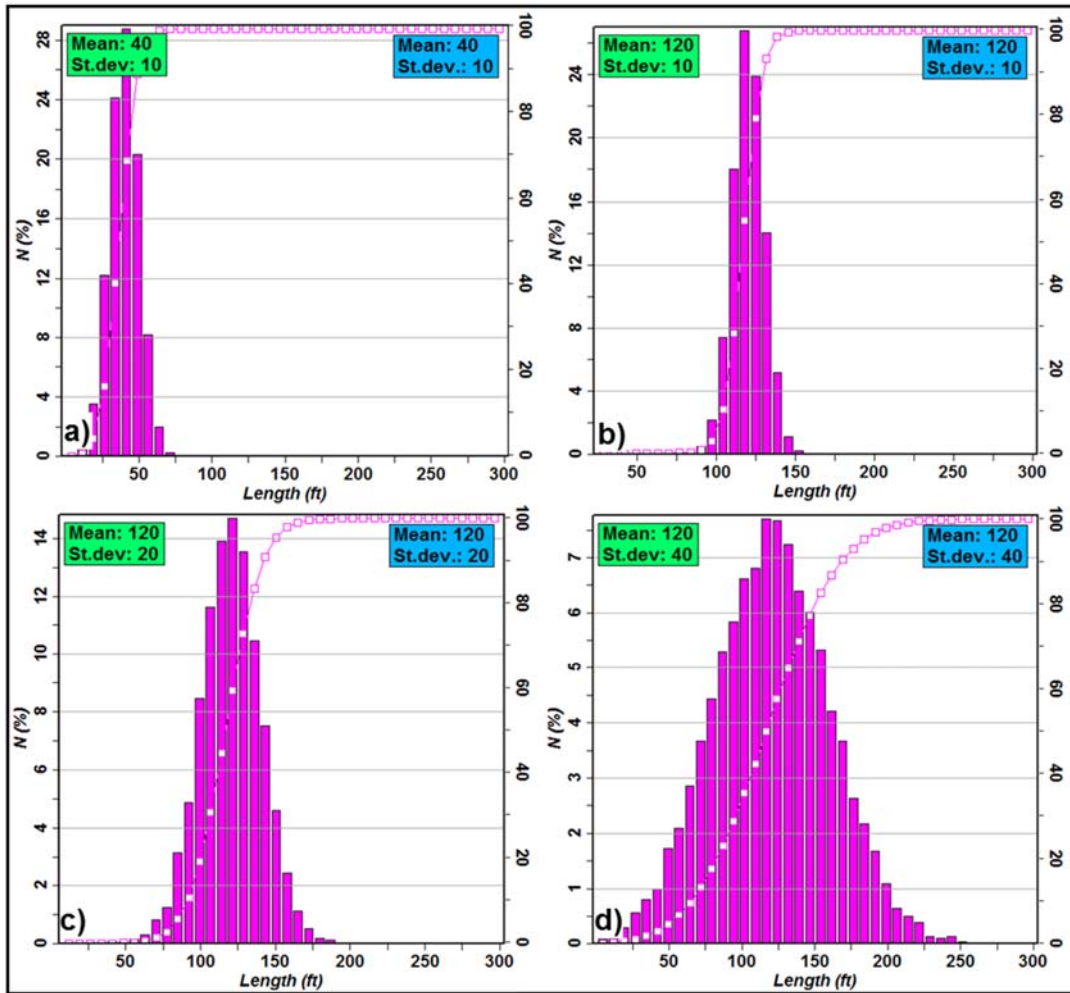 Mean: 40
St.dev: 10
Mean: 40
St.dev.: 10
28
24
20
16
12
8
4
0
N (%)
100
80
60
40
20
0
a)
50 100 150 200 250 300
Length (ft)
Mean: 120
St.dev: 10
Mean: 120
St.dev.: 10
24
20
16
12
8
4
0
N (%)
100
80
60
40
20
0
b)
50 100 150 200 250 300
Length (ft)
Mean: 120
St.dev: 20
Mean: 120
St.dev.: 20
14
12
10
8
6
4
2
0
N (%)
100
80
60
40
20
0
c)
50 100 150 200 250 300
Length (ft)
Mean: 120
St.dev: 40
Mean: 120
St.dev.: 40
7
6
5
4
3
2
1
0
N (%)
100
80
60
40
20
0
d)
50 100 150 200 250 300
Length (ft)